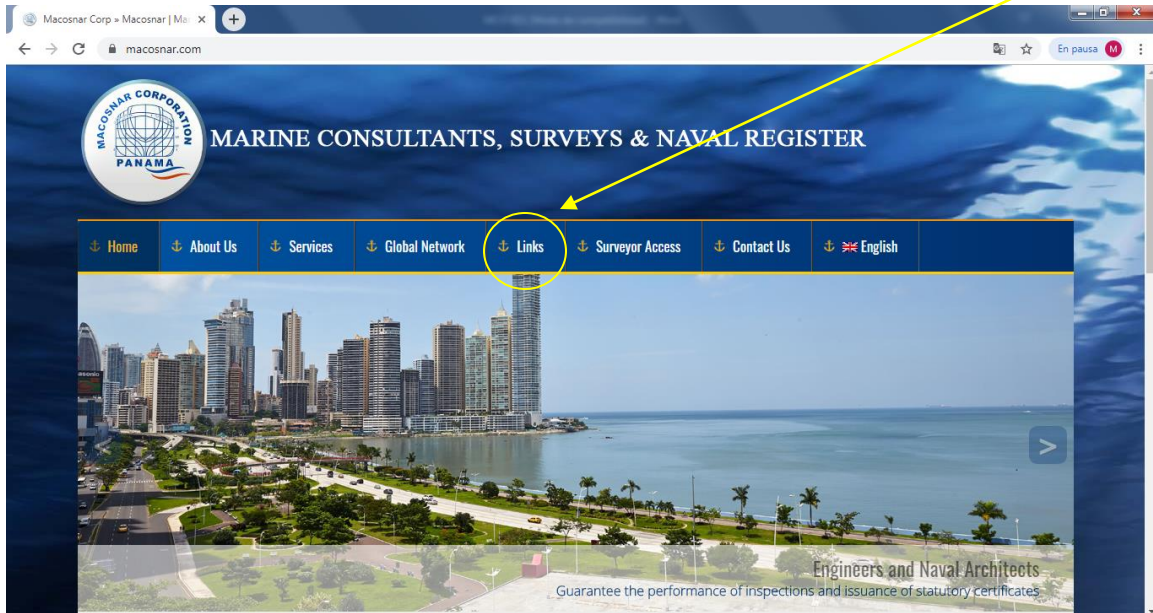 Macosnar Corp » Macosnar | Ma
macosnar.com
En pausa M
MACOSNAR CORPORATION
PANAMA
MARINE CONSULTANTS, SURVEYS & NAVAL REGISTER
Home About Us Services Global Network Links Surveyor Access Contact Us English
>
Engineers and Naval Architects
Guarantee the performance of inspections and issuance of statutory certificates